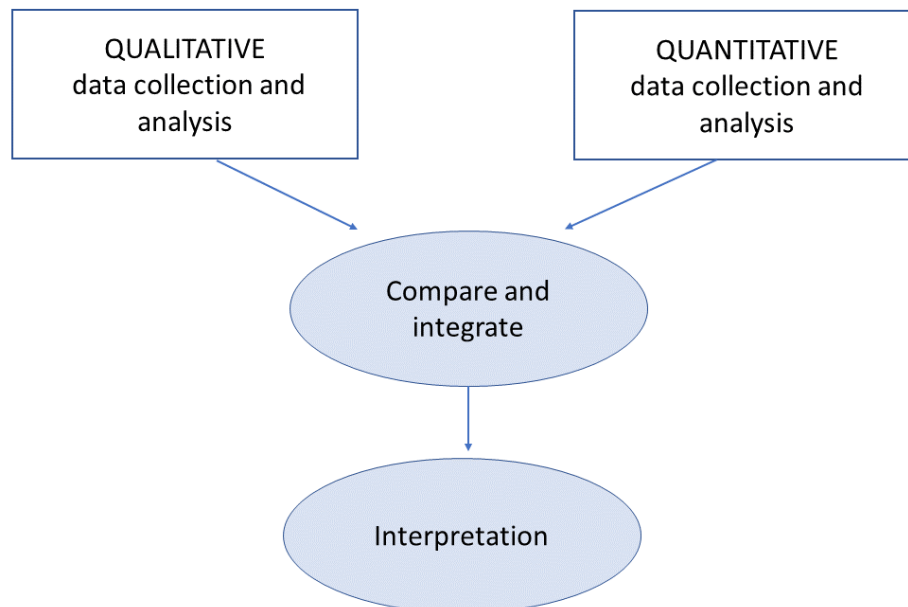 QUALITATIVE
data collection and
analysis
QUANTITATIVE
data collection and
analysis
Compare and
integrate
Interpretation